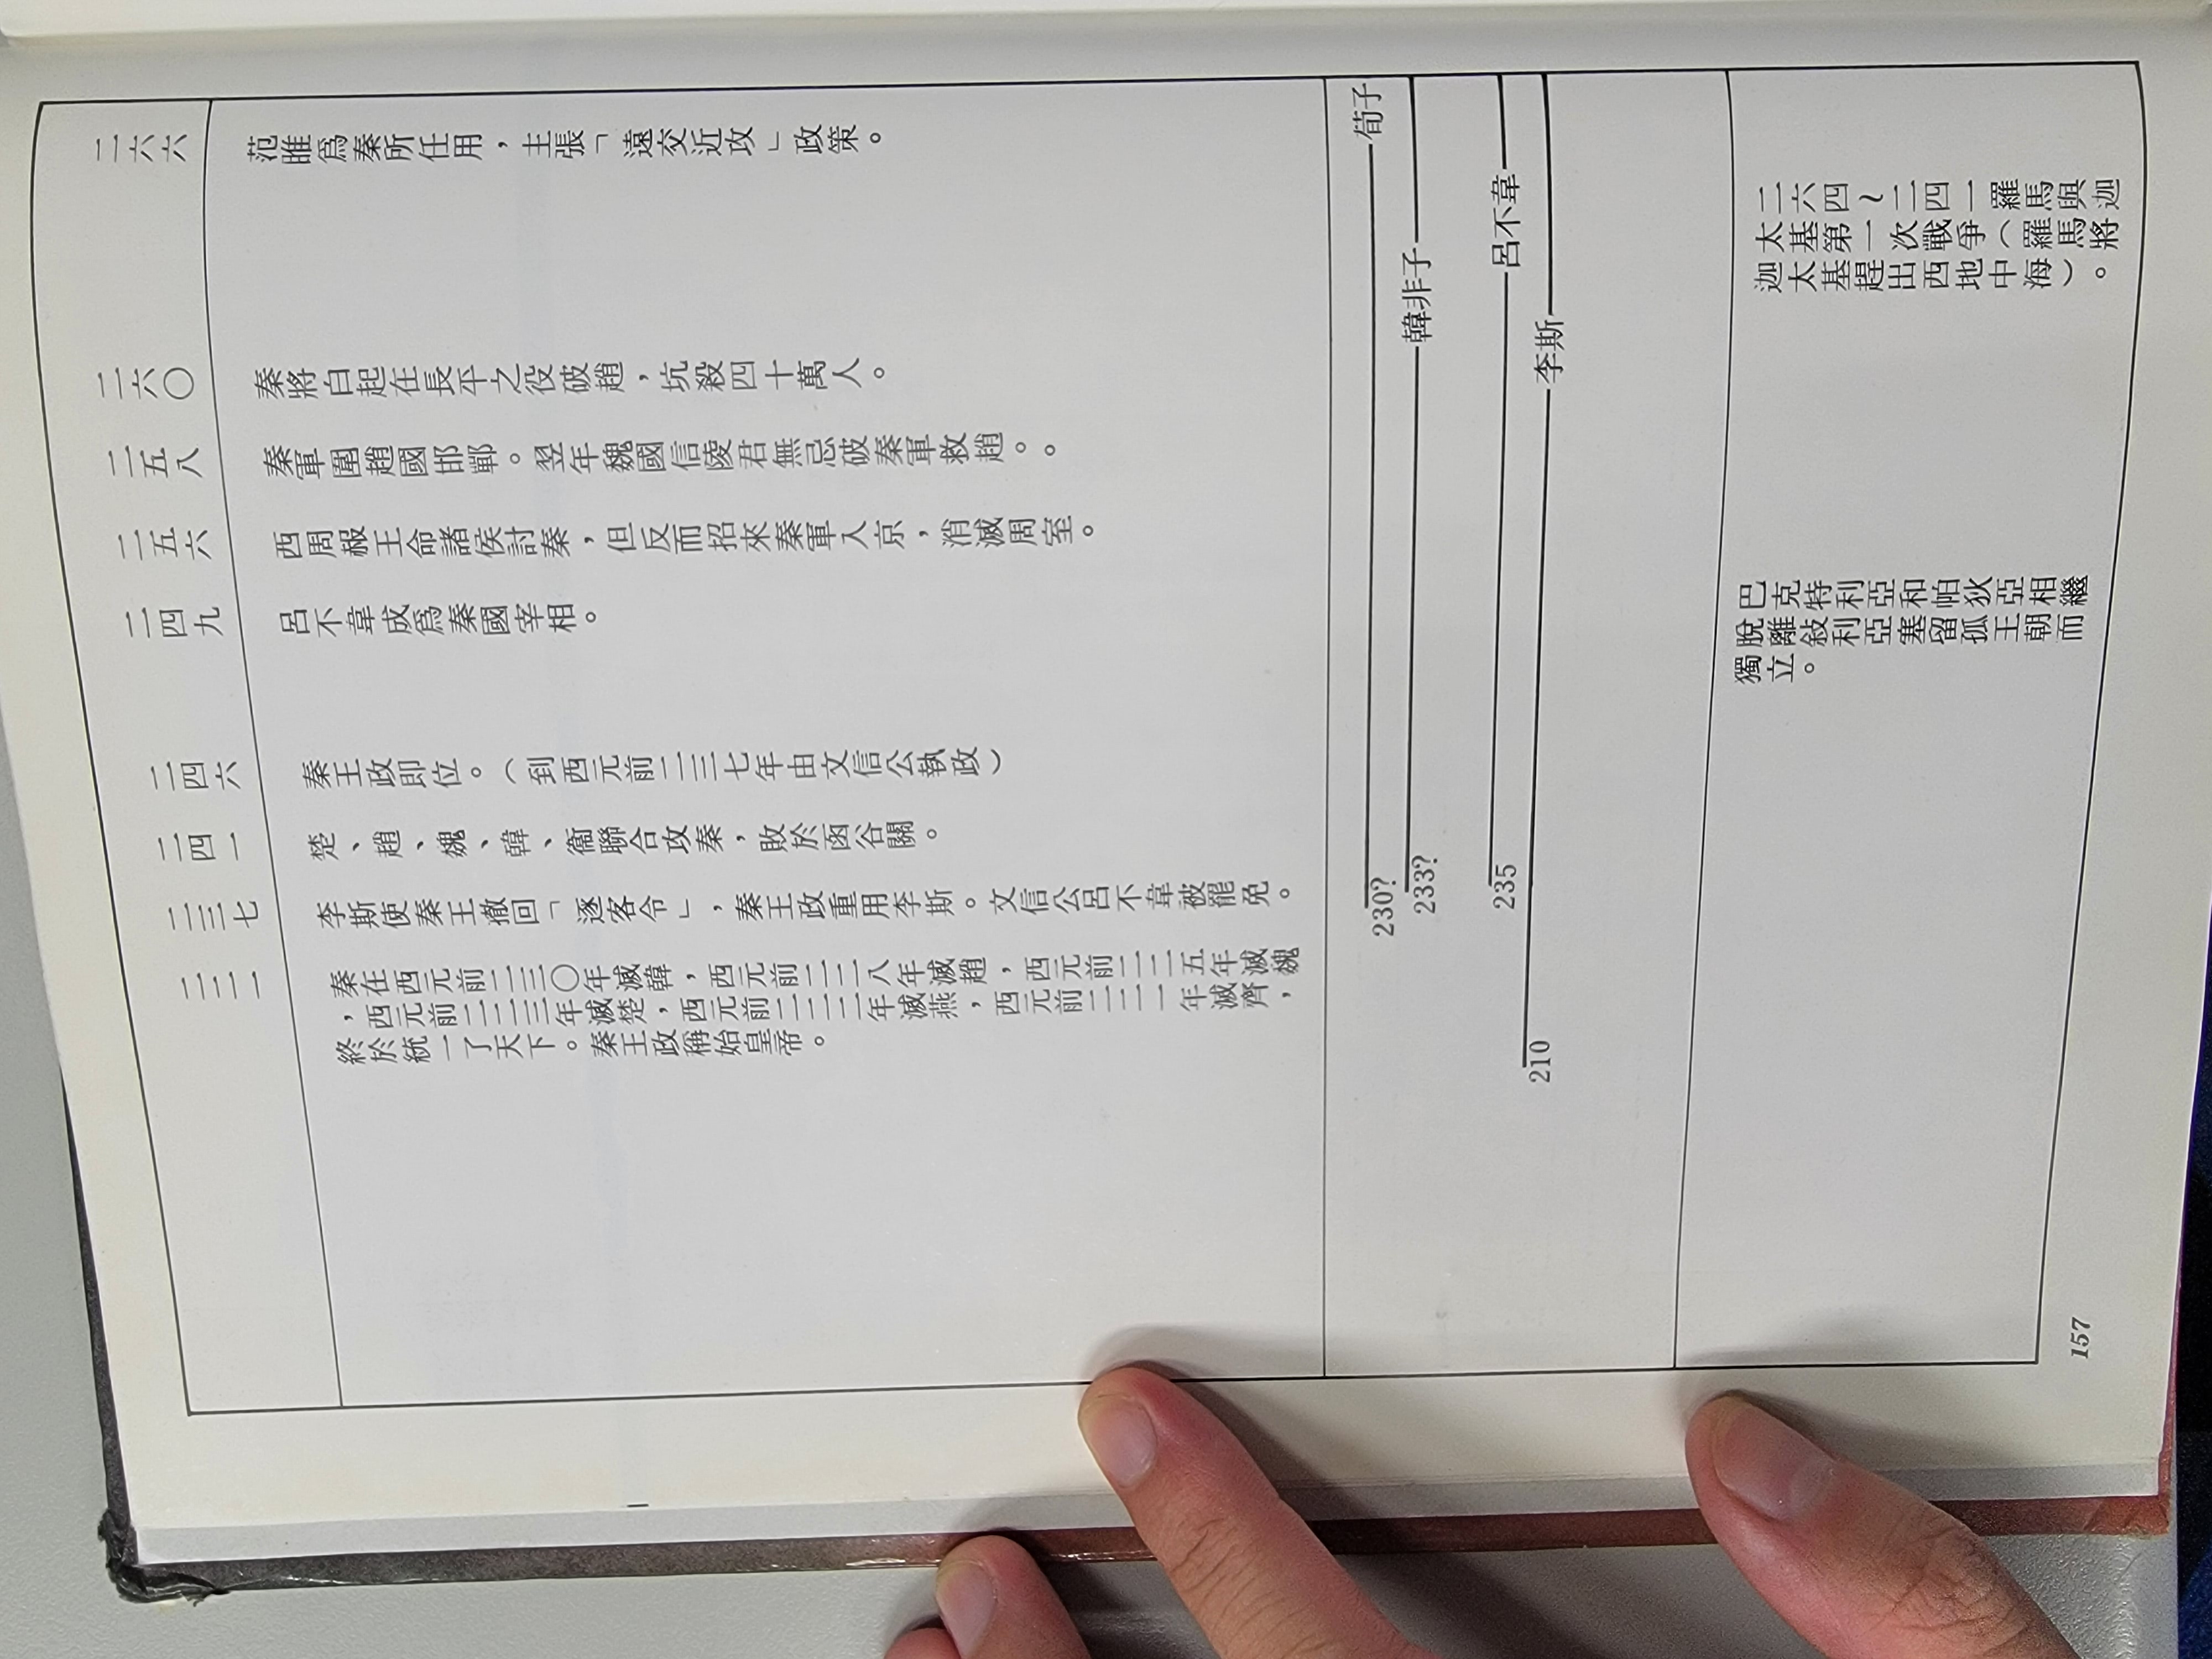 二六六
范雎爲秦所任用，主張「遠交近攻」政策。
二六〇
秦將白起在長平之役破趙，坑殺四十萬人。
二五八
秦軍圍趙國邯鄲。翌年魏國信陵君無忌破秦軍救趙。。
二五六
西周赧王命諸侯討秦，但反而招來秦軍入京，消滅周室。
二四九
呂不韋成爲秦國宰相。
二四六
秦王政即位。（到西元前二三七年由文信公執政）
二四一
楚、趙、魏、韓、衞聯合攻秦，敗於函谷關。
二三七
李斯使秦王撤回「逐客令」，秦王政重用李斯。文信公呂不韋被罷免。
二二一
秦在西元前二三〇年滅韓，西元前二二八年滅趙，西元前二二五年滅魏
，西元前二二三年滅楚，西元前二二二年滅燕，西元前二二一年滅齊，
終於統一了天下。秦王政稱始皇帝。
荀子
230?
韓非子
233?
呂不韋
235
李斯
210
二六四～二四一羅馬與迦
太基第一次戰爭（羅馬將
迦太基趕出西地中海）。
巴克特利亞和帕狄亞相繼
脫離敍利亞塞留孤王朝而
獨立。
157